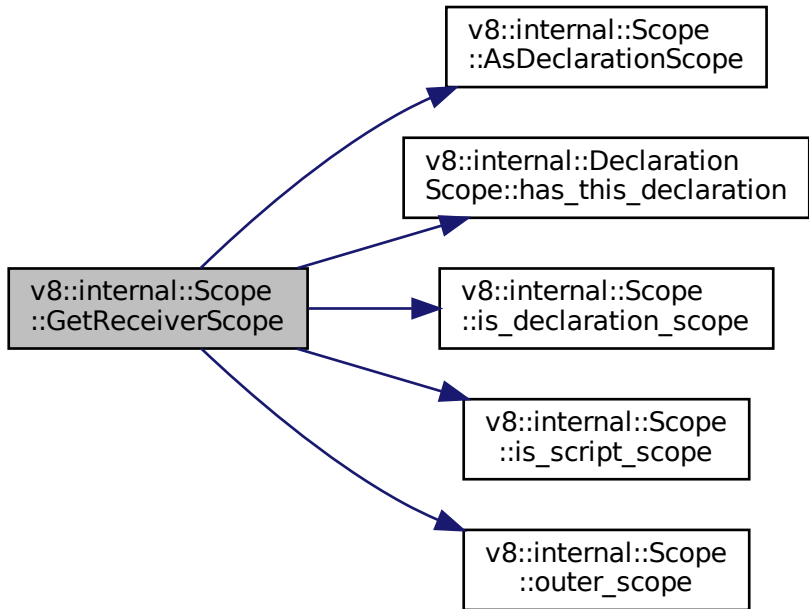 v8::internal::Scope
::AsDeclarationScope
v8::internal::Declaration
Scope::has_this_declaration
v8::internal::Scope
::GetReceiverScope
v8::internal::Scope
::is_declaration_scope
v8::internal::Scope
::is_script_scope
v8::internal::Scope
::outer_scope